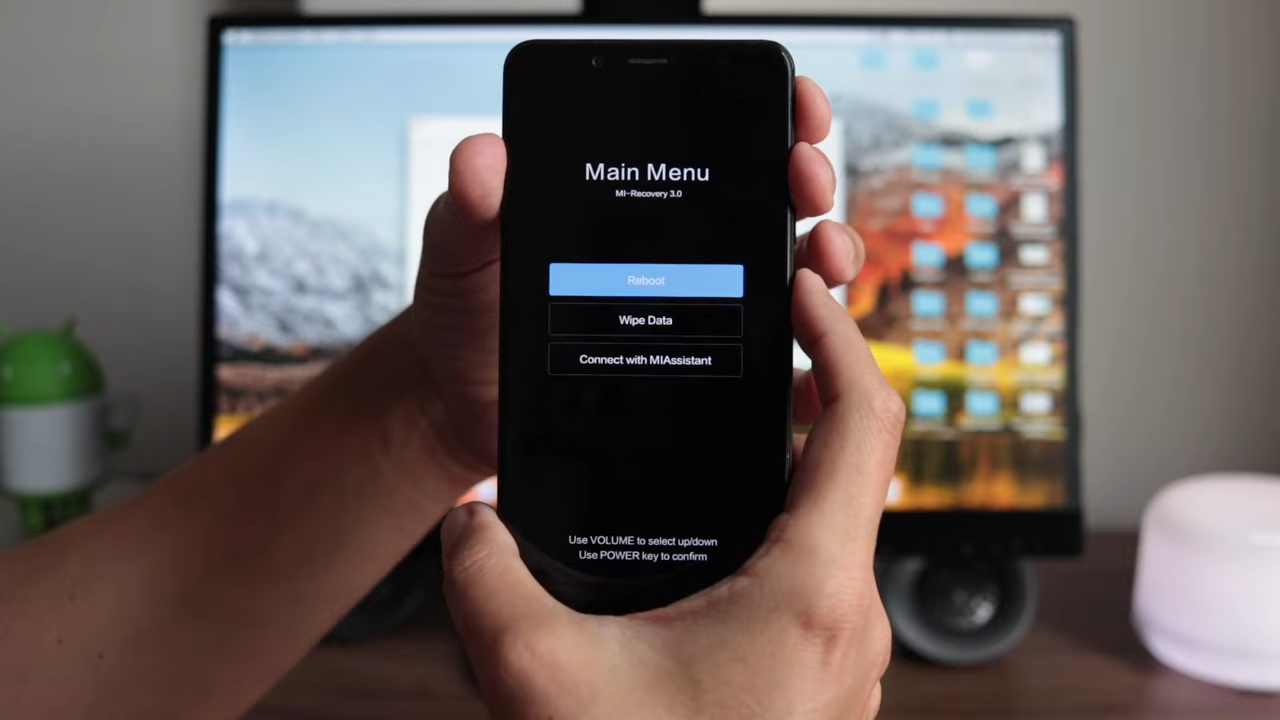 Main Menu
MI-Recovery 3.0
Reboot
Wipe Data
Connect with MIAssistant
Use VOLUME to select up/down
Use POWER key to confirm